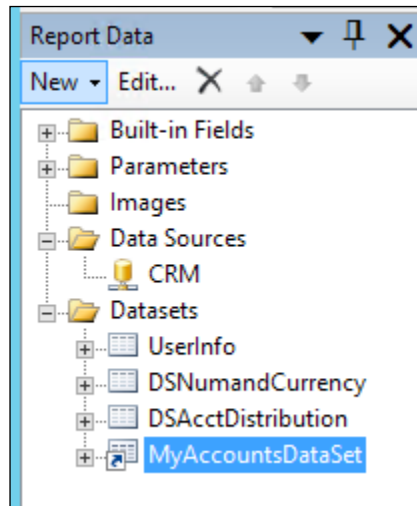 Report Data
New Edit...
Built-in Fields
Parameters
Images
Data Sources
CRM
Datasets
UserInfo
DSNumandCurrency
DSAcctDistribution
MyAccountsDataSet